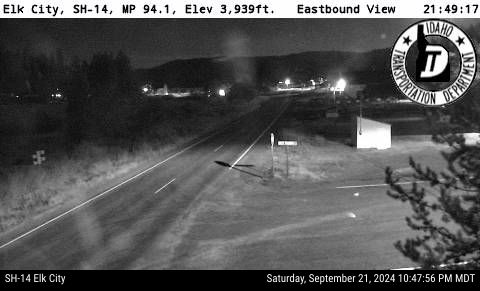 Elk City, SH-14, MP 94.1, Elev 3,939ft. Eastbound View 21:49:17
IDAHO
TRANSPORTATION DEPARTMENT
SH-14 Elk City Saturday, September 21, 2024 10:47:56 PM MDT